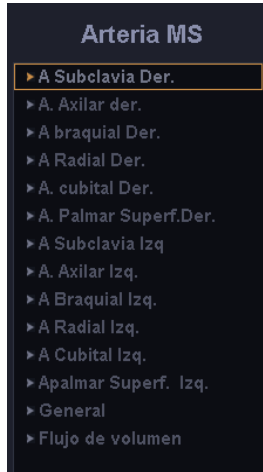 Arteria MS
A Subclavia Der.
A. Axilar der.
A braquial Der.
A Radial Der.
A. cubital Der.
A. Palmar Superf.Der.
A Subclavia Izq
A. Axilar Izq.
A Braquial Izq.
A Radial Izq.
A Cubital Izq.
Apalmar Superf. Izq.
General
Flujo de volumen